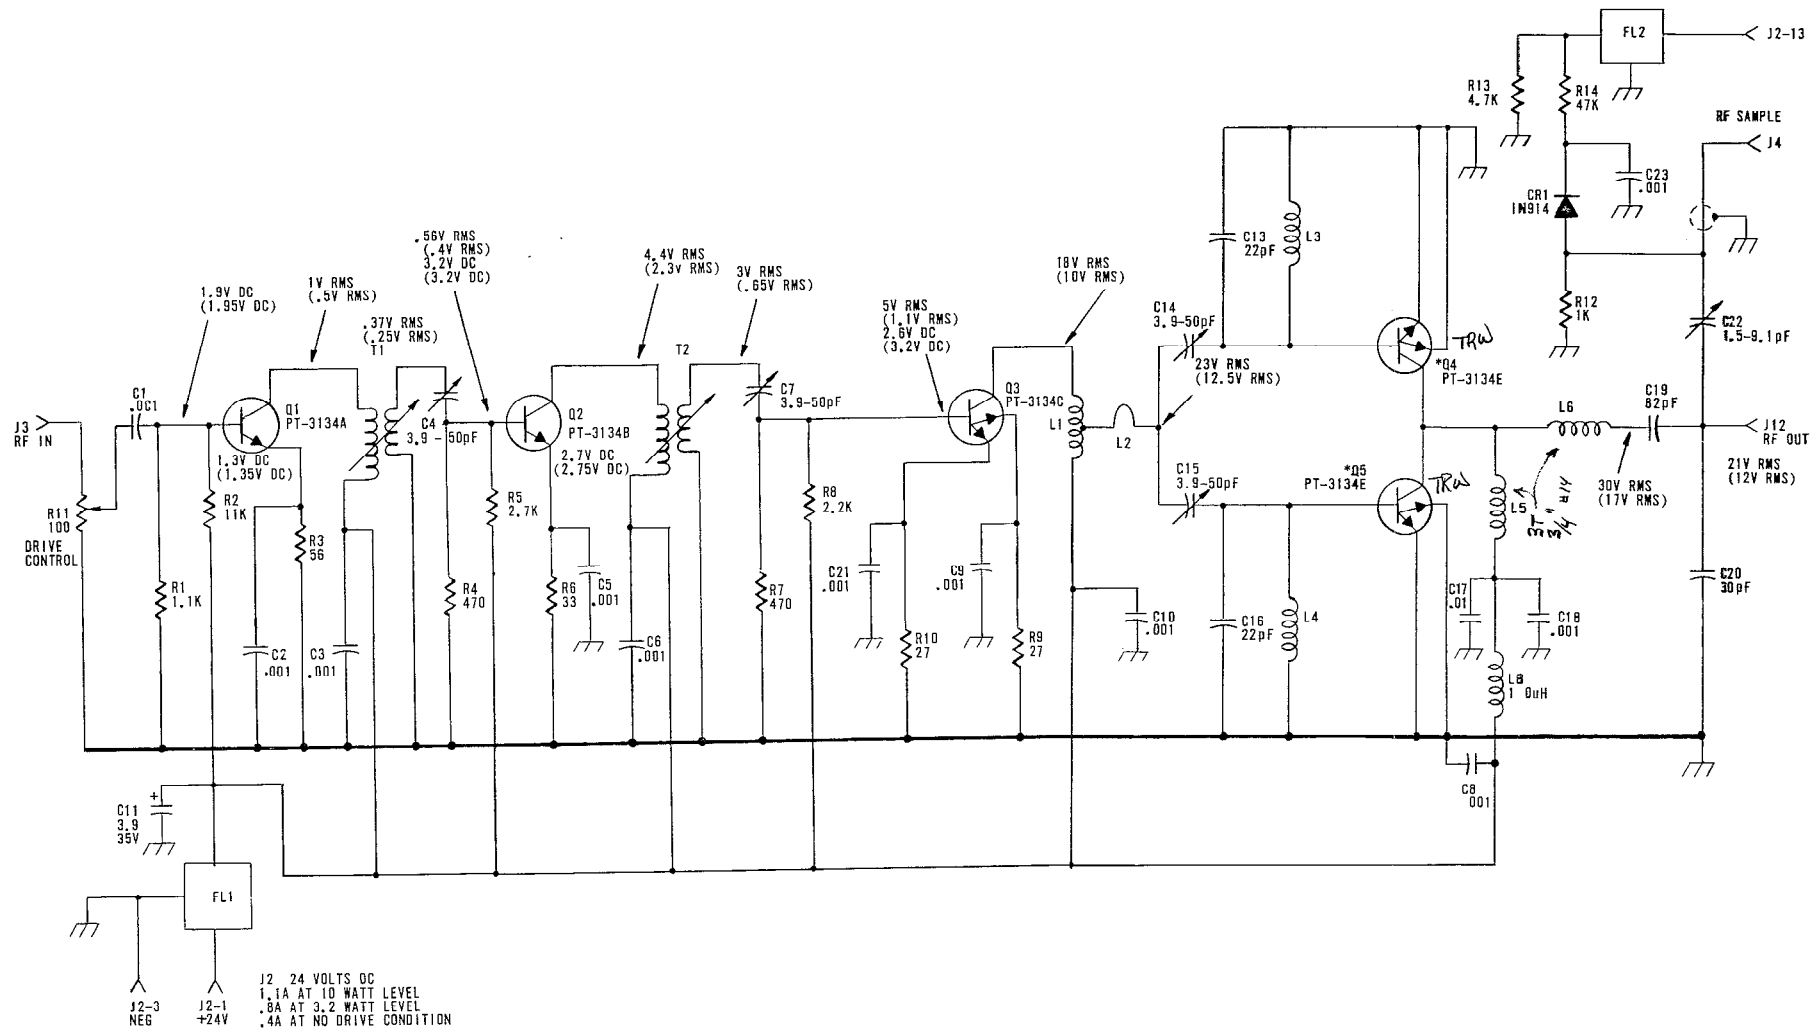 FL2
J2-13
R13
4.7K
R14
47K
RF SAMPLE
J4
C23
.001
CR1
IN914
R12
1K
C22
1.5-9.1pF
1.9V DC
(1.95V DC)
1V RMS
(.5V RMS)
.37V RMS
(.25V RMS)
T1
.56V RMS
(.4V RMS)
3.2V DC
(3.2V DC)
4.4V RMS
(2.3V RMS)
T2
3V RMS
(.65V RMS)
5V RMS
(1.1V RMS)
2.6V DC
(3.2V DC)
18V RMS
(10V RMS)
C13
22pF
L3
C14
3.9-50pF
23V RMS
(12.5V RMS)
TRW
*Q4
PT-3134E
C1
.001
J3
RF IN
Q1
PT-3134A
1.3V DC
(1.35V DC)
C4
3.9-50pF
Q2
PT-3134B
2.7V DC
(2.75V DC)
C7
3.9-50pF
Q3
PT-3134C
L1
L2
C15
3.9-50pF
*Q5
PT-3134E
TRW
L6
C19
82pF
J12
RF OUT
21V RMS
(12V RMS)
30V RMS
(17V RMS)
L5
3T #14
3/4"
R11
100
DRIVE
CONTROL
R2
11K
R3
56
R1
1.1K
C2
.001
C3
.001
R5
2.7K
R4
470
R6
33
C5
.001
C6
.001
R8
2.2K
R7
470
C21
.001
C9
.001
R10
27
R9
27
C10
.001
C16
22pF
L4
C17
.01
C18
.001
L8
1 0uH
C20
30pF
C8
001
C11
3.9
35V
+
FL1
J2-3
NEG
J2-1
+24V
J2 24 VOLTS DC
1.1A AT 10 WATT LEVEL
.8A AT 3.2 WATT LEVEL
.4A AT NO DRIVE CONDITION